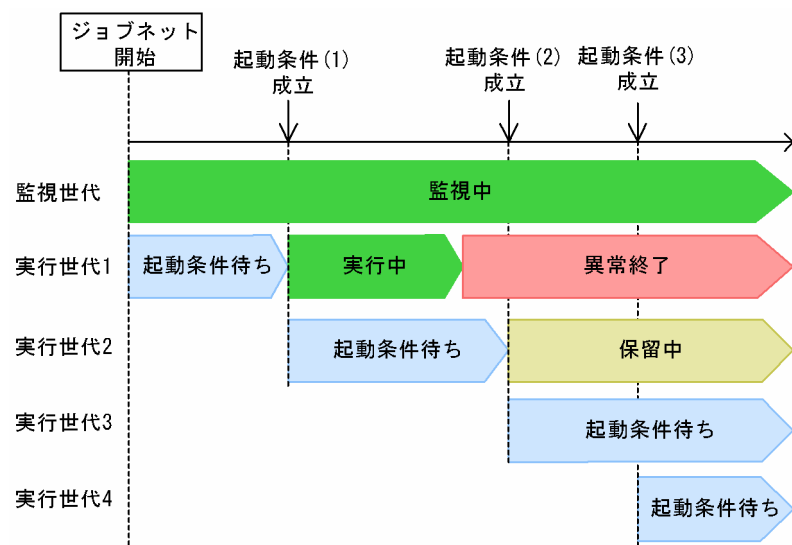 ジョブネット
開始
起動条件(1)
成立
起動条件(2)
成立
起動条件(3)
成立
監視世代
監視中
実行世代1
起動条件待ち
実行中
異常終了
実行世代2
起動条件待ち
保留中
実行世代3
起動条件待ち
実行世代4
起動条件待ち